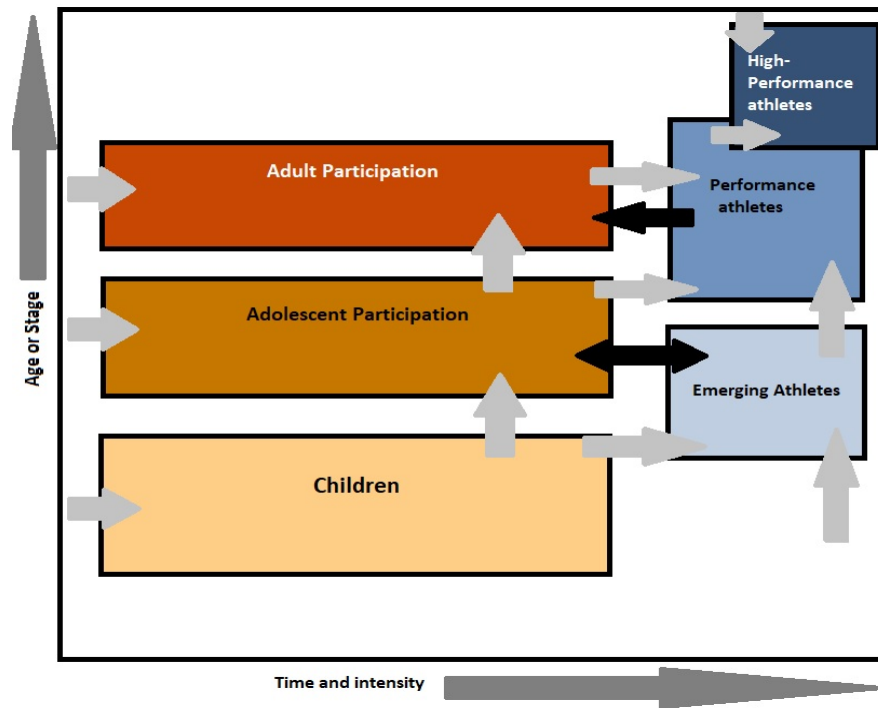 High-
Performance
athletes
Adult Participation
Performance
athletes
Adolescent Participation
Emerging Athletes
Children
Age or Stage
Time and intensity